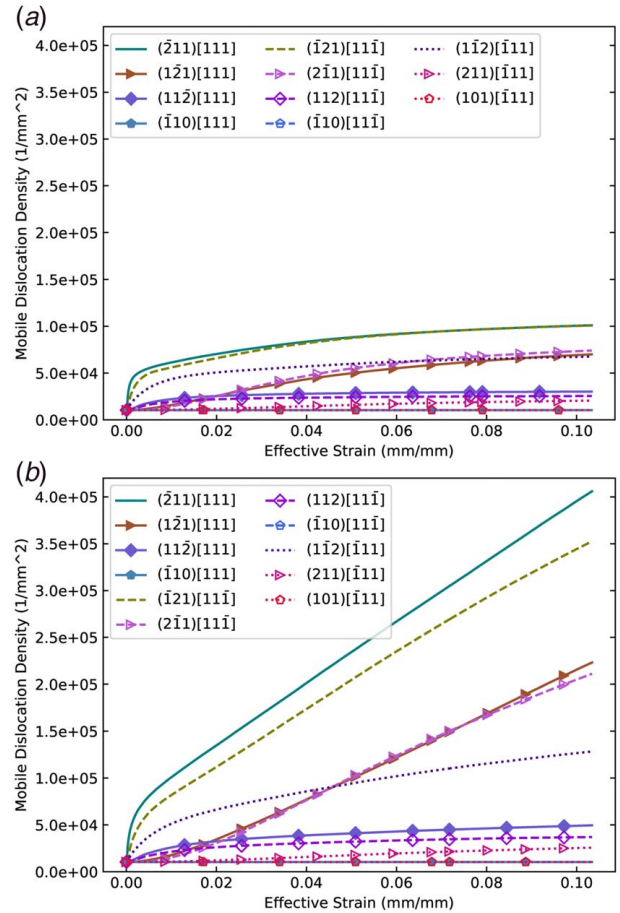 (a)
(2̄11)[111]
(12̄1)[111]
(112̄)[111]
(1̄10)[111]
(1̄21)[111̄]
(21̄1)[111̄]
(112)[111̄]
(1̄10)[111̄]
(11̄2)[1̄11]
(211)[1̄11]
(101)[1̄11]
Mobile Dislocation Density (1/mm^2)
4.0e+05
3.5e+05
3.0e+05
2.5e+05
2.0e+05
1.5e+05
1.0e+05
5.0e+04
0.0e+00
0.00 0.02 0.04 0.06 0.08 0.10
Effective Strain (mm/mm)
(b)
(2̄11)[111]
(12̄1)[111]
(112̄)[111]
(1̄10)[111]
(1̄21)[111̄]
(21̄1)[111̄]
(112)[111̄]
(1̄10)[111̄]
(11̄2)[1̄11]
(211)[1̄11]
(101)[1̄11]
Mobile Dislocation Density (1/mm^2)
4.0e+05
3.5e+05
3.0e+05
2.5e+05
2.0e+05
1.5e+05
1.0e+05
5.0e+04
0.0e+00
0.00 0.02 0.04 0.06 0.08 0.10
Effective Strain (mm/mm)